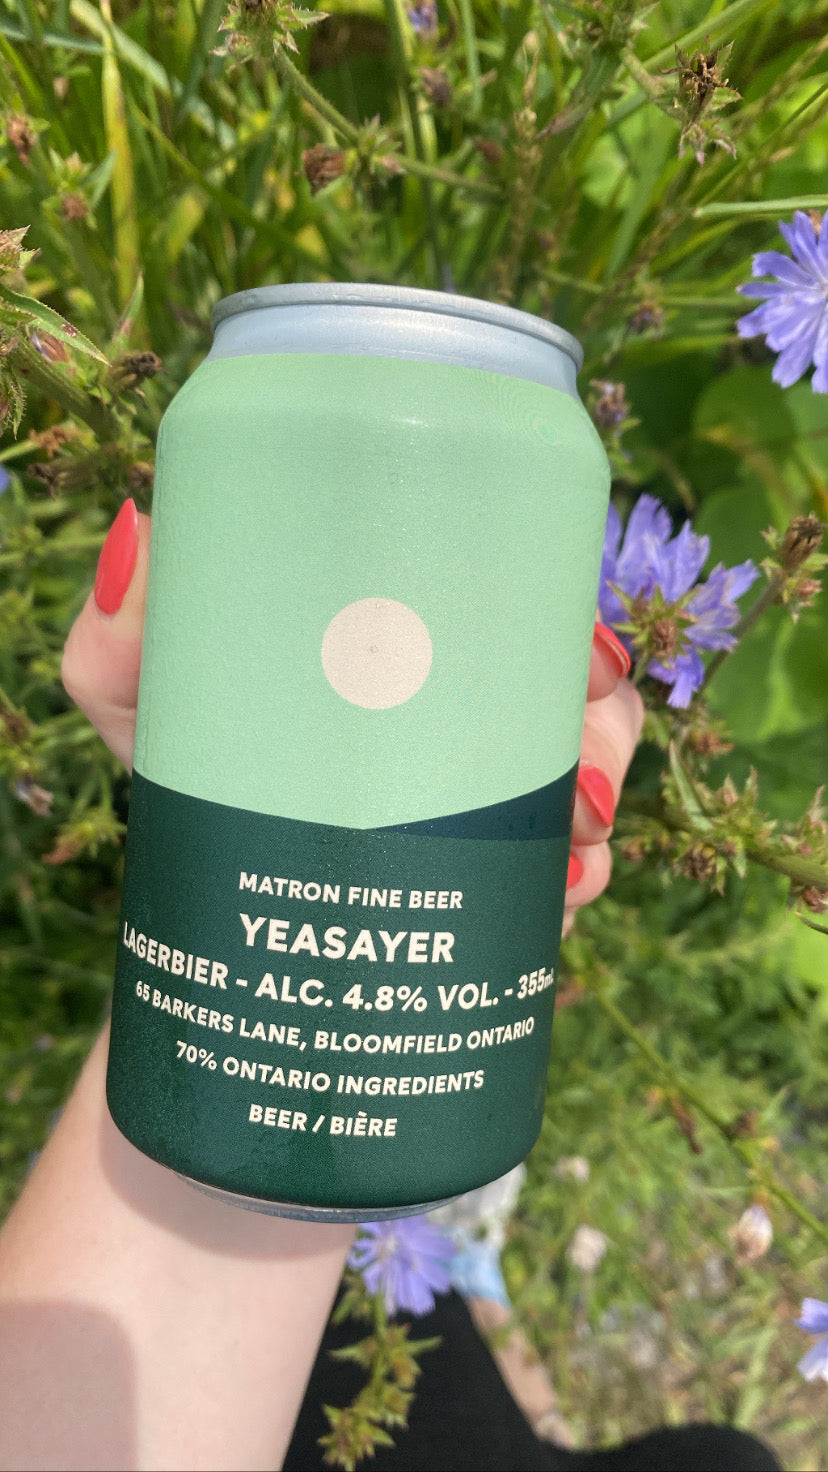 MATRON FINE BEER
YEASAYER
LAGERBIER - ALC. 4.8% VOL. - 355mL
65 BARKERS LANE, BLOOMFIELD ONTARIO
70% ONTARIO INGREDIENTS
BEER / BIÈRE